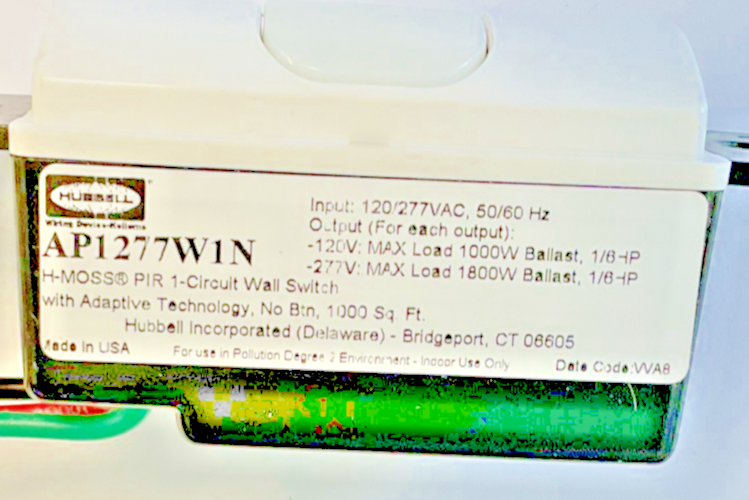 HUBBELL
Wiring Device-Kellems
AP1277W1N
Input: 120/277VAC, 50/60 Hz
Output (For each output):
-120V: MAX Load 1000W Ballast, 1/6HP
-277V: MAX Load 1800W Ballast, 1/6HP
H-MOSS® PIR 1-Circuit Wall Switch
with Adaptive Technology, No Btn, 1000 Sq. Ft.
Hubbell Incorporated (Delaware) - Bridgeport, CT 06605
Made In USA
For use in Pollution Degree 2 Environment - Indoor Use Only
Date Code: